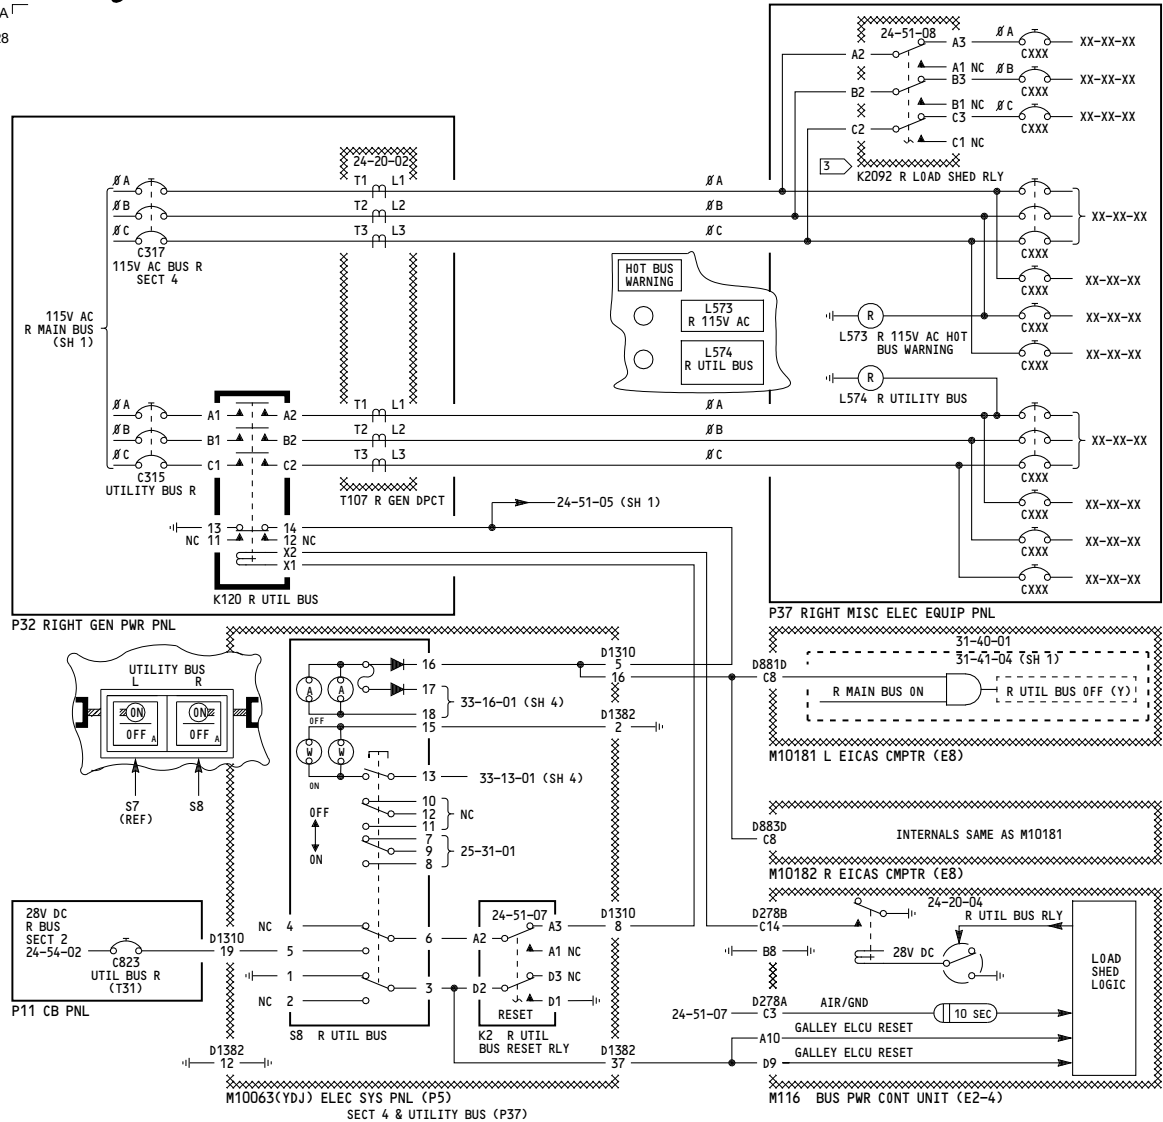 A
28
24-51-08
A2
A3
ØA
CXXX
XX-XX-XX
A1 NC
B2
B3
ØB
CXXX
XX-XX-XX
B1 NC
C2
C3
ØC
CXXX
XX-XX-XX
C1 NC
3
K2092 R LOAD SHED RLY
24-20-02
ØA
T1 L1
ØA
ØB
T2 L2
ØB
XX-XX-XX
ØC
T3 L3
ØC
C317
115V AC BUS R
SECT 4
CXXX
HOT BUS
WARNING
L573
R 115V AC
L574
R UTIL BUS
XX-XX-XX
CXXX
115V AC
R MAIN BUS
(SH 1)
R
XX-XX-XX
CXXX
L573 R 115V AC HOT
BUS WARNING
XX-XX-XX
CXXX
R
L574 R UTILITY BUS
ØA
A1
A2
T1 L1
ØA
ØB
B1
B2
T2 L2
ØB
XX-XX-XX
ØC
C1
C2
T3 L3
ØC
C315
UTILITY BUS R
CXXX
T107 R GEN DPCT
24-51-05 (SH 1)
XX-XX-XX
CXXX
13
14
NC 11
12 NC
XX-XX-XX
CXXX
X2
X1
XX-XX-XX
CXXX
K120 R UTIL BUS
P32 RIGHT GEN PWR PNL
P37 RIGHT MISC ELEC EQUIP PNL
UTILITY BUS
L R
ON ON
OFF A OFF A
S7
(REF)
S8
A A
OFF
16
17
18
33-16-01 (SH 4)
15
W W
ON
13
33-13-01 (SH 4)
OFF
ON
10
12
11
NC
7
9
8
25-31-01
D1310
5
16
D1382
2
D881D
C8
31-40-01
31-41-04 (SH 1)
R MAIN BUS ON
R UTIL BUS OFF (Y)
M10181 L EICAS CMPTR (E8)
D883D
C8
INTERNALS SAME AS M10181
M10182 R EICAS CMPTR (E8)
28V DC
R BUS
SECT 2
24-54-02
C823
UTIL BUS R
(T31)
P11 CB PNL
D1310
19
NC 4
5
6
1
3
NC 2
S8 R UTIL BUS
24-51-07
A2
A3
A1 NC
D3 NC
D2
D1
RESET
K2 R UTIL
BUS RESET RLY
D1310
8
D1382
12
D1382
37
M10063(YDJ) ELEC SYS PNL (P5)
SECT 4 & UTILITY BUS (P37)
D278B
C14
24-20-04
R UTIL BUS RLY
B8
28V DC
LOAD
SHED
LOGIC
D278A
24-51-07
C3
AIR/GND
10 SEC
A10
GALLEY ELCU RESET
D9
GALLEY ELCU RESET
M116 BUS PWR CONT UNIT (E2-4)